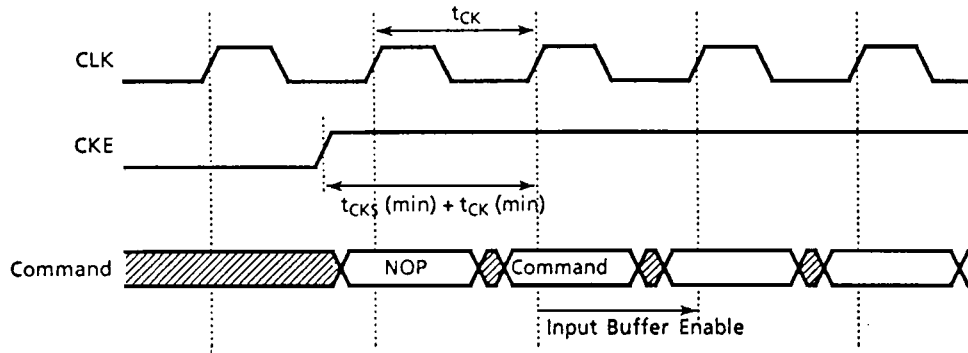 tCK
CLK
CKE
tCKS (min) + tCK (min)
Command
NOP
Command
Input Buffer Enable